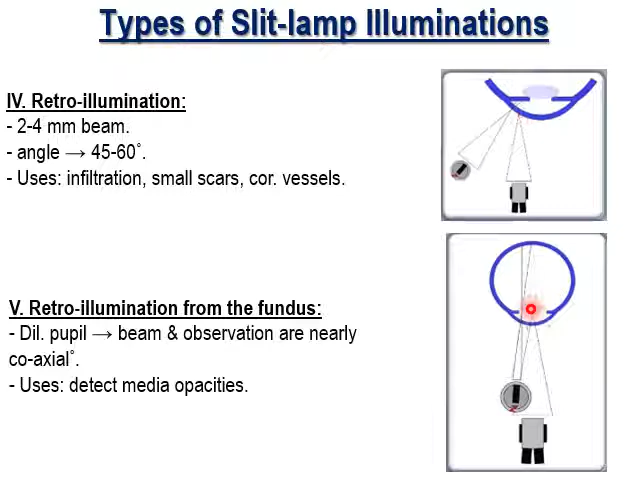 Types of Slit-lamp Illuminations
IV. Retro-illumination:
- 2-4 mm beam.
- angle → 45-60˚.
- Uses: infiltration, small scars, cor. vessels.
V. Retro-illumination from the fundus:
- Dil. pupil → beam & observation are nearly
co-axial˚.
- Uses: detect media opacities.